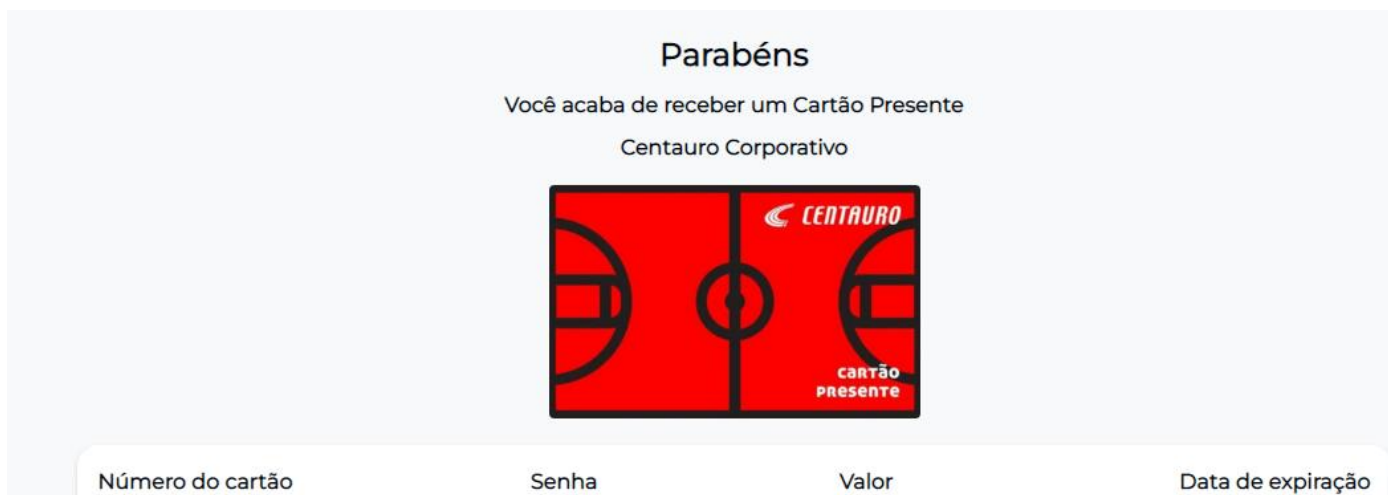 Parabéns
Você acaba de receber um Cartão Presente
Centauro Corporativo
CENTAURO
CARTÃO
PRESENTE
Número do cartão Senha Valor Data de expiração